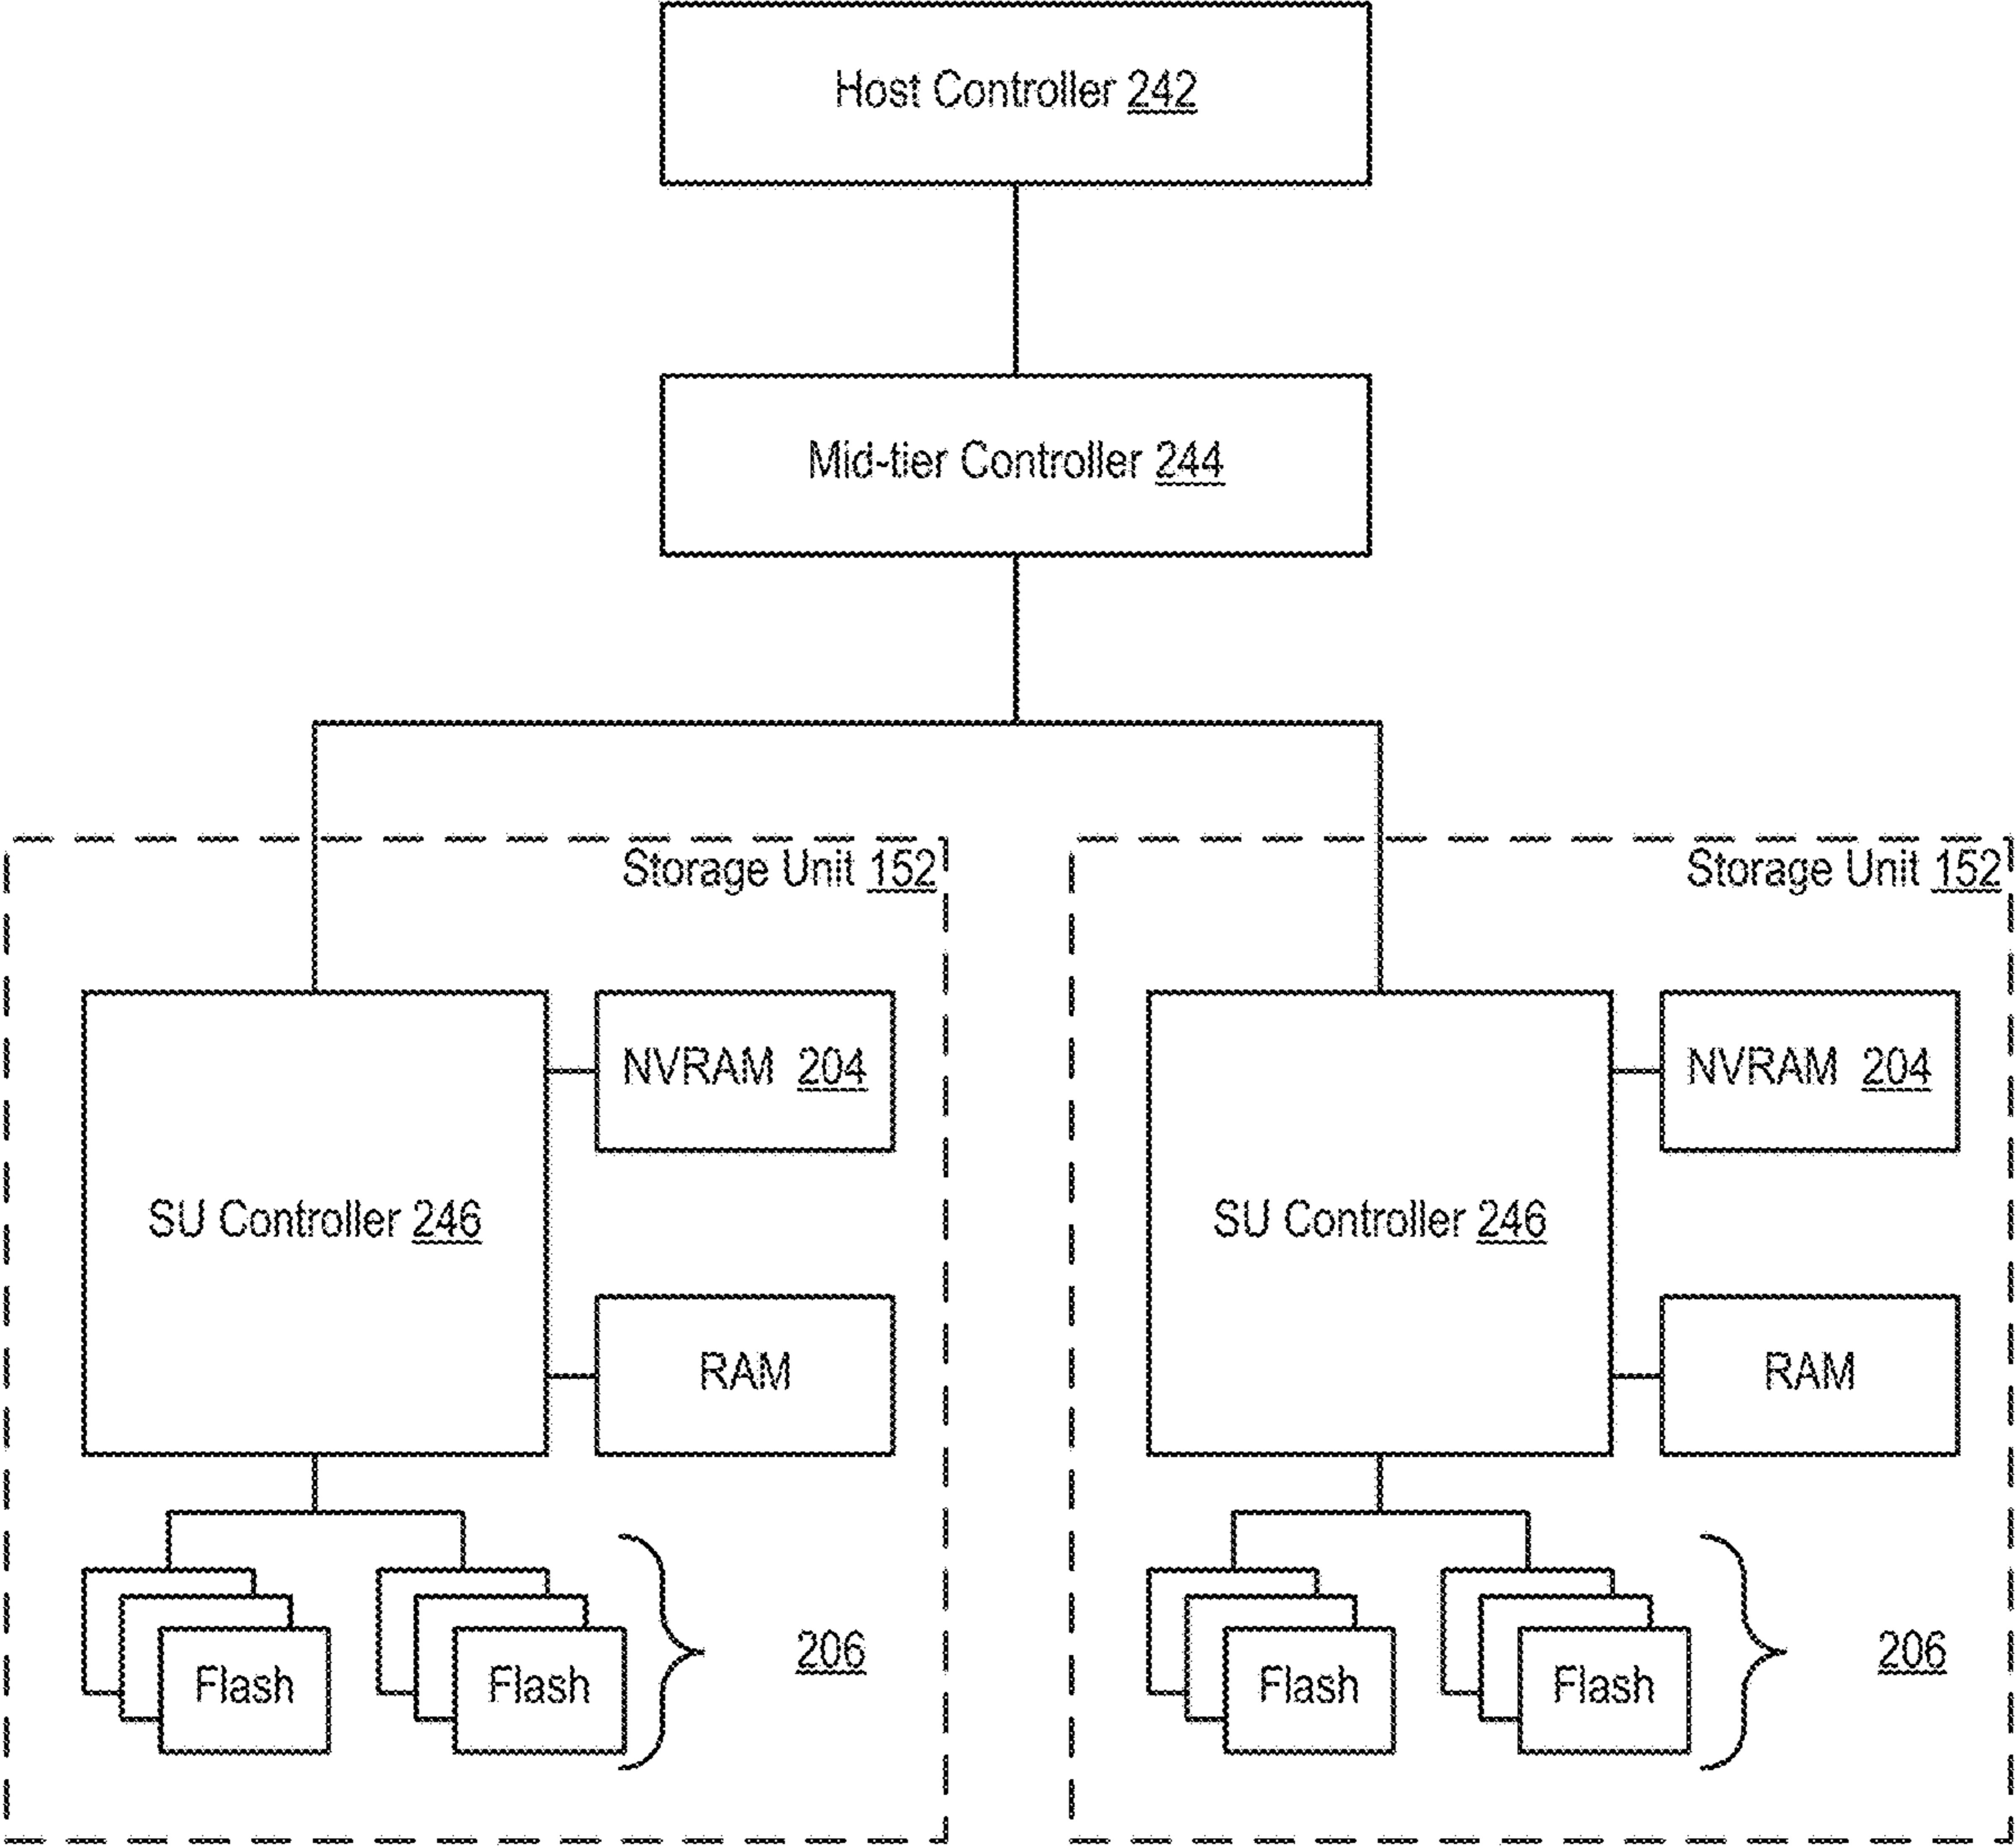 Host Controller 242
Mid-tier Controller 244
Storage Unit 152
NVRAM 204
SU Controller 246
RAM
Flash
Flash
206
Storage Unit 152
NVRAM 204
SU Controller 246
RAM
Flash
Flash
206